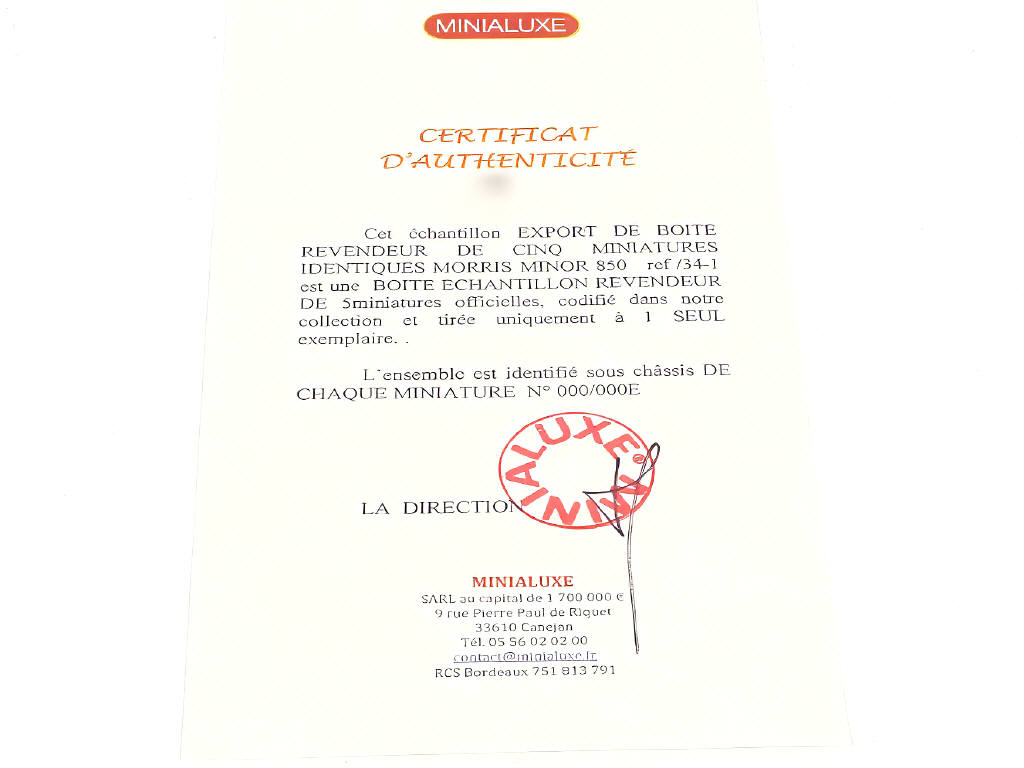 MINIALUXE
CERTIFICAT
D'AUTHENTICITÉ
Cet échantillon EXPORT DE BOITE
REVENDEUR DE CINQ MINIATURES
IDENTIQUES MORRIS MINOR 850 ref /34-1
est une BOITE ECHANTILLON REVENDEUR
DE 5miniatures officielles, codifié dans notre
collection et tirée uniquement à 1 SEUL
exemplaire. .
L'ensemble est identifié sous châssis DE
CHAQUE MINIATURE N° 000/000E
MINIALUXE MINI
LA DIRECTION
MINIALUXE
SARL au capital de 1 700 000 €
9 rue Pierre Paul de Riquet
33610 Canejan
Tél. 05 56 02 02 00
contact@minialuxe.fr
RCS Bordeaux 751 813 791